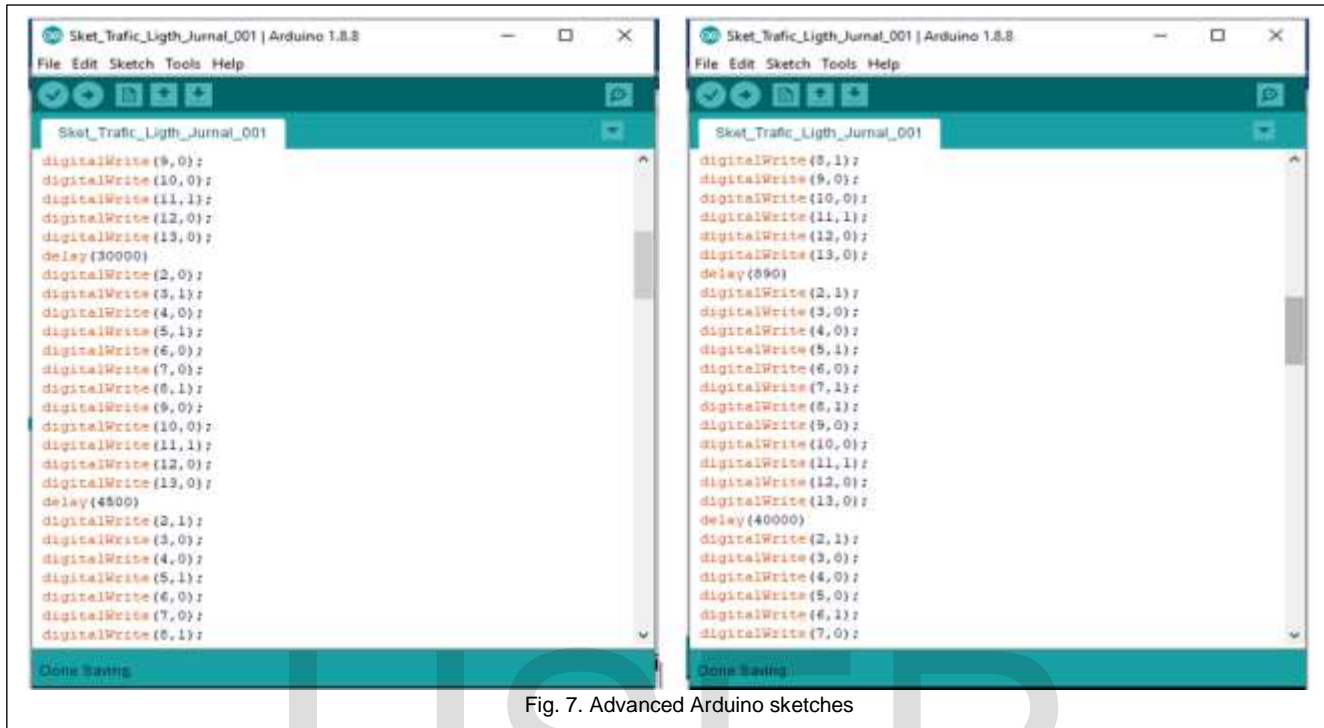 Sket_Trafic_Ligth_Jurnal_001 | Arduino 1.8.8
File Edit Sketch Tools Help
Sket_Trafic_Ligth_Jurnal_001
digitalWrite(9,0);
digitalWrite(10,0);
digitalWrite(11,1);
digitalWrite(12,0);
digitalWrite(13,0);
delay(30000)
digitalWrite(2,0);
digitalWrite(3,1);
digitalWrite(4,0);
digitalWrite(5,1);
digitalWrite(6,0);
digitalWrite(7,0);
digitalWrite(8,1);
digitalWrite(9,0);
digitalWrite(10,0);
digitalWrite(11,1);
digitalWrite(12,0);
digitalWrite(13,0);
delay(4500)
digitalWrite(2,1);
digitalWrite(3,0);
digitalWrite(4,0);
digitalWrite(5,1);
digitalWrite(6,0);
digitalWrite(7,0);
digitalWrite(8,1);
Done Saving
Sket_Trafic_Ligth_Jurnal_001 | Arduino 1.8.8
File Edit Sketch Tools Help
Sket_Trafic_Ligth_Jurnal_001
digitalWrite(8,1);
digitalWrite(9,0);
digitalWrite(10,0);
digitalWrite(11,1);
digitalWrite(12,0);
digitalWrite(13,0);
delay(890)
digitalWrite(2,1);
digitalWrite(3,0);
digitalWrite(4,0);
digitalWrite(5,1);
digitalWrite(6,0);
digitalWrite(7,1);
digitalWrite(8,1);
digitalWrite(9,0);
digitalWrite(10,0);
digitalWrite(11,1);
digitalWrite(12,0);
digitalWrite(13,0);
delay(40000)
digitalWrite(2,1);
digitalWrite(3,0);
digitalWrite(4,0);
digitalWrite(5,0);
digitalWrite(6,1);
digitalWrite(7,0);
Done Saving
Fig. 7. Advanced Arduino sketches